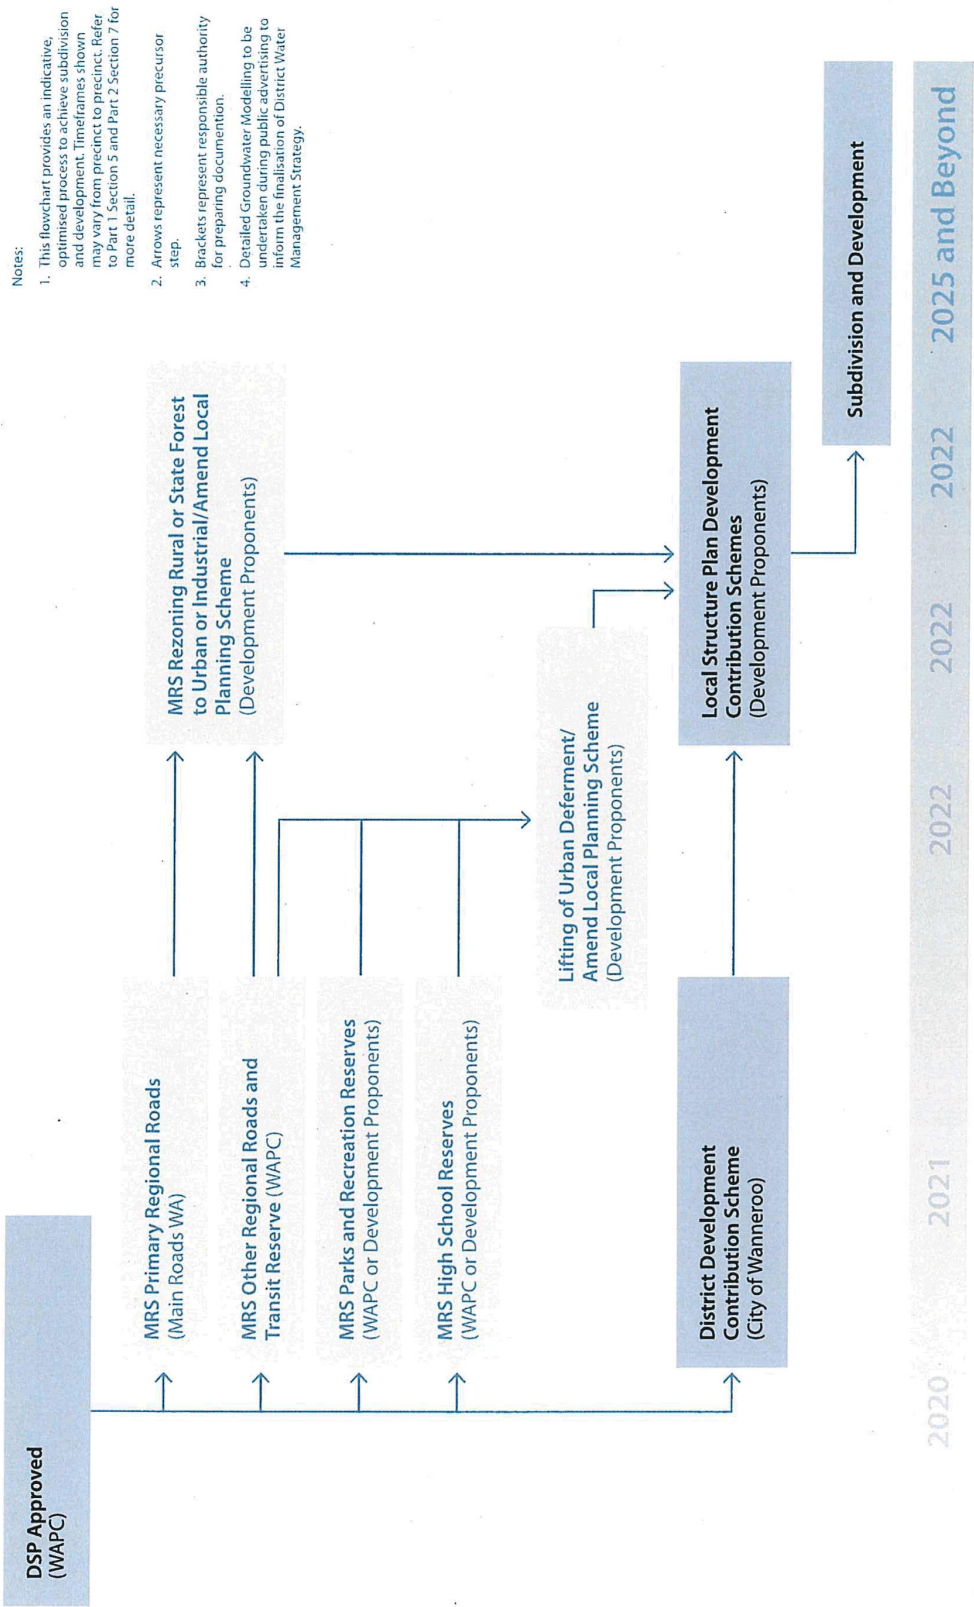 DSP Approved
(WAPC)
MRS Primary Regional Roads
(Main Roads WA)
MRS Other Regional Roads and
Transit Reserve (WAPC)
MRS Parks and Recreation Reserves
(WAPC or Development Proponents)
MRS High School Reserves
(WAPC or Development Proponents)
District Development
Contribution Scheme
(City of Wanneroo)
MRS Rezoning Rural or State Forest
to Urban or Industrial/Amend Local
Planning Scheme
(Development Proponents)
Lifting of Urban Deferment/
Amend Local Planning Scheme
(Development Proponents)
Local Structure Plan Development
Contribution Schemes
(Development Proponents)
Subdivision and Development
2020
2021
2022
2022
2022
2025 and Beyond
Notes:
1. This flowchart provides an indicative,
optimised process to achieve subdivision
and development. Timeframes shown
may vary from precinct to precinct. Refer
to Part 1 Section 5 and Part 2 Section 7 for
more detail.
2. Arrows represent necessary precursor
step.
3. Brackets represent responsible authority
for preparing documention.
4. Detailed Groundwater Modelling to be
undertaken during public advertising to
inform the finalisation of District Water
Management Strategy.